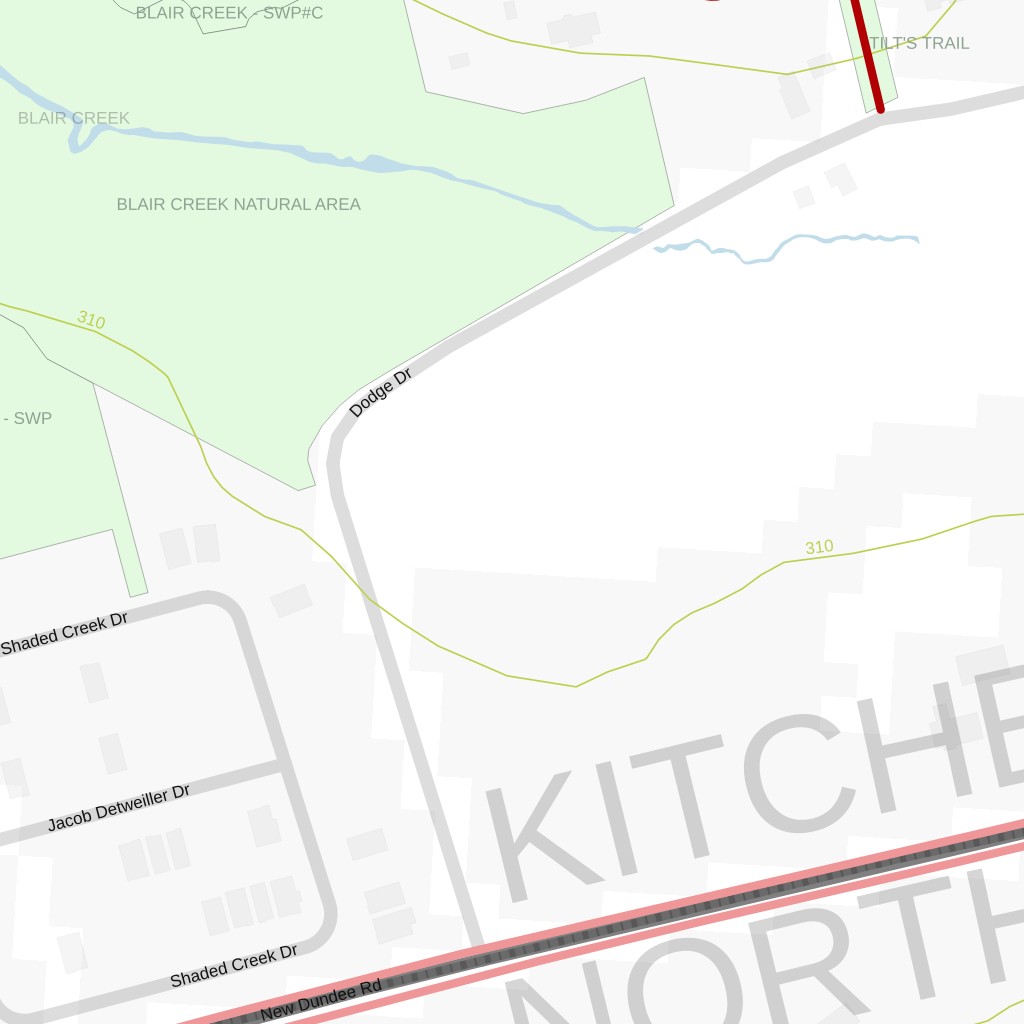 BLAIR CREEK - SWP#C
TILT'S TRAIL
BLAIR CREEK
BLAIR CREEK NATURAL AREA
310
Dodge Dr
- SWP
310
Shaded Creek Dr
KITCHE
Jacob Detweiller Dr
NORTH
Shaded Creek Dr
New Dundee Rd